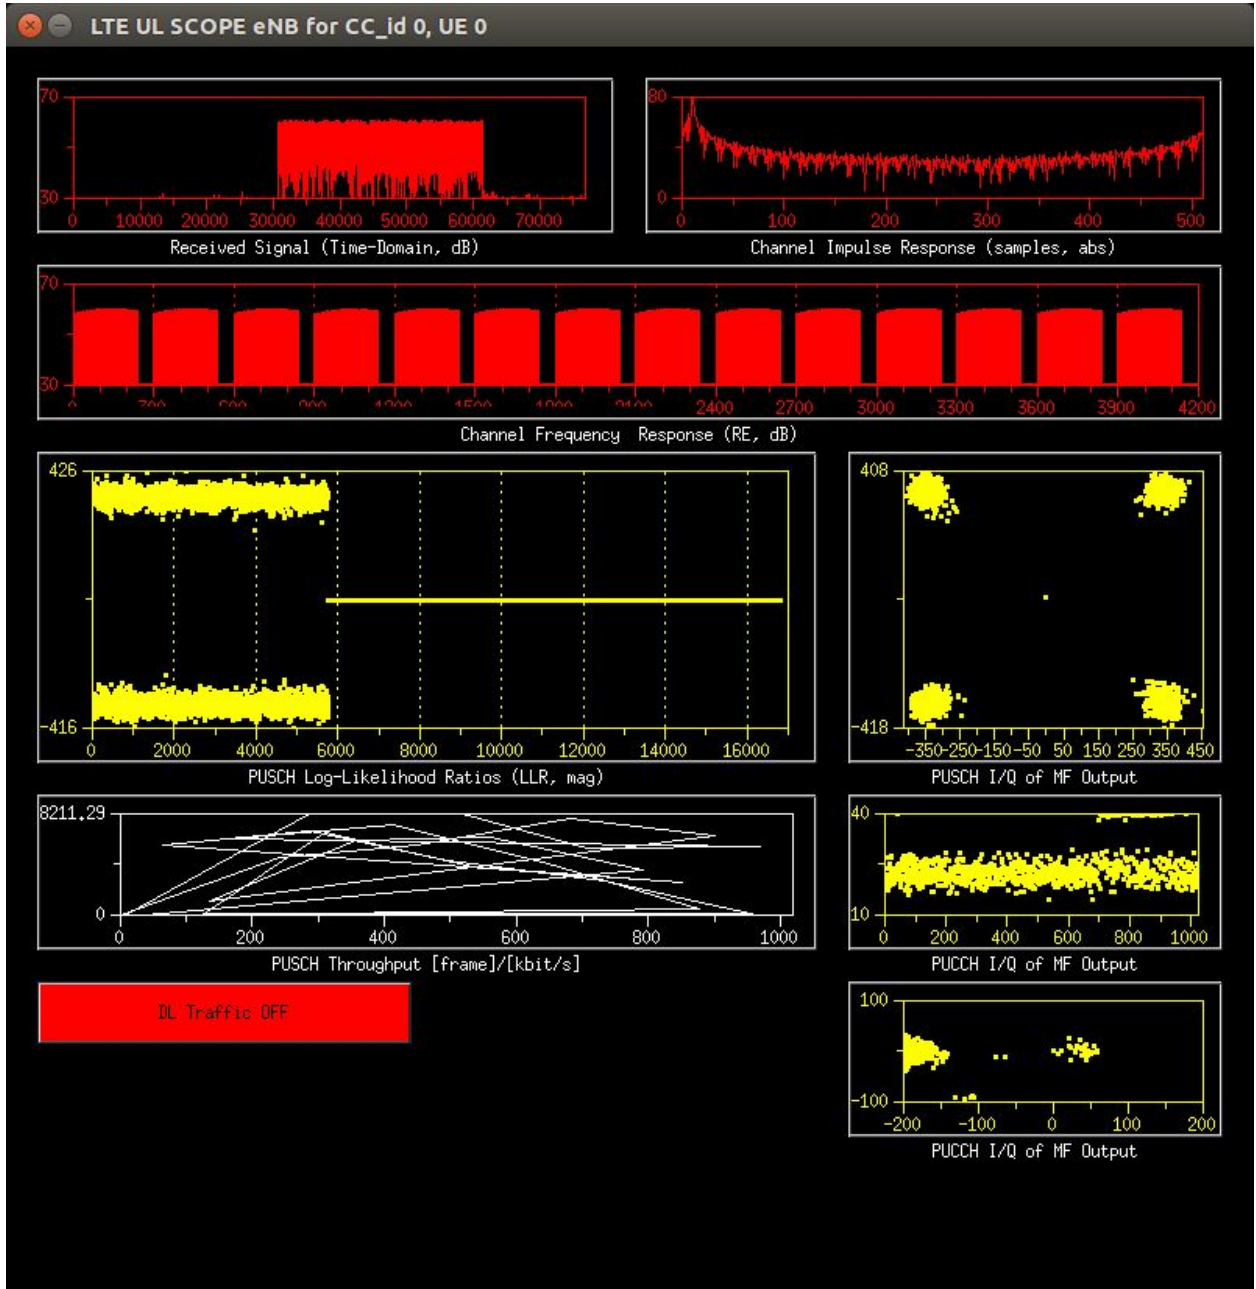 LTE UL SCOPE eNB for CC_id 0, UE 0
70
30
0 10000 20000 30000 40000 50000 60000 70000
Received Signal (Time-Domain, dB)
80
0
0 100 200 300 400 500
Channel Impulse Response (samples, abs)
70
30
2400 2700 3000 3300 3600 3900 4200
Channel Frequency Response (RE, dB)
426
-416
0 2000 4000 6000 8000 10000 12000 14000 16000
PUSCH Log-Likelihood Ratios (LLR, mag)
408
-418
-350 -250 -150 -50 50 150 250 350 450
PUSCH I/Q of MF Output
8211.29
0
0 200 400 600 800 1000
PUSCH Throughput [frame]/[kbit/s]
40
10
0 200 400 600 800 1000
PUCCH I/Q of MF Output
DL Traffic OFF
100
-100
-200 -100 0 100 200
PUCCH I/Q of MF Output